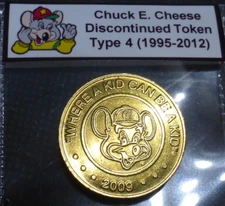 Chuck E. Cheese
Discontinued Token
Type 4 (1995-2012)
"WHERE A KID CAN BE A KID"
2009